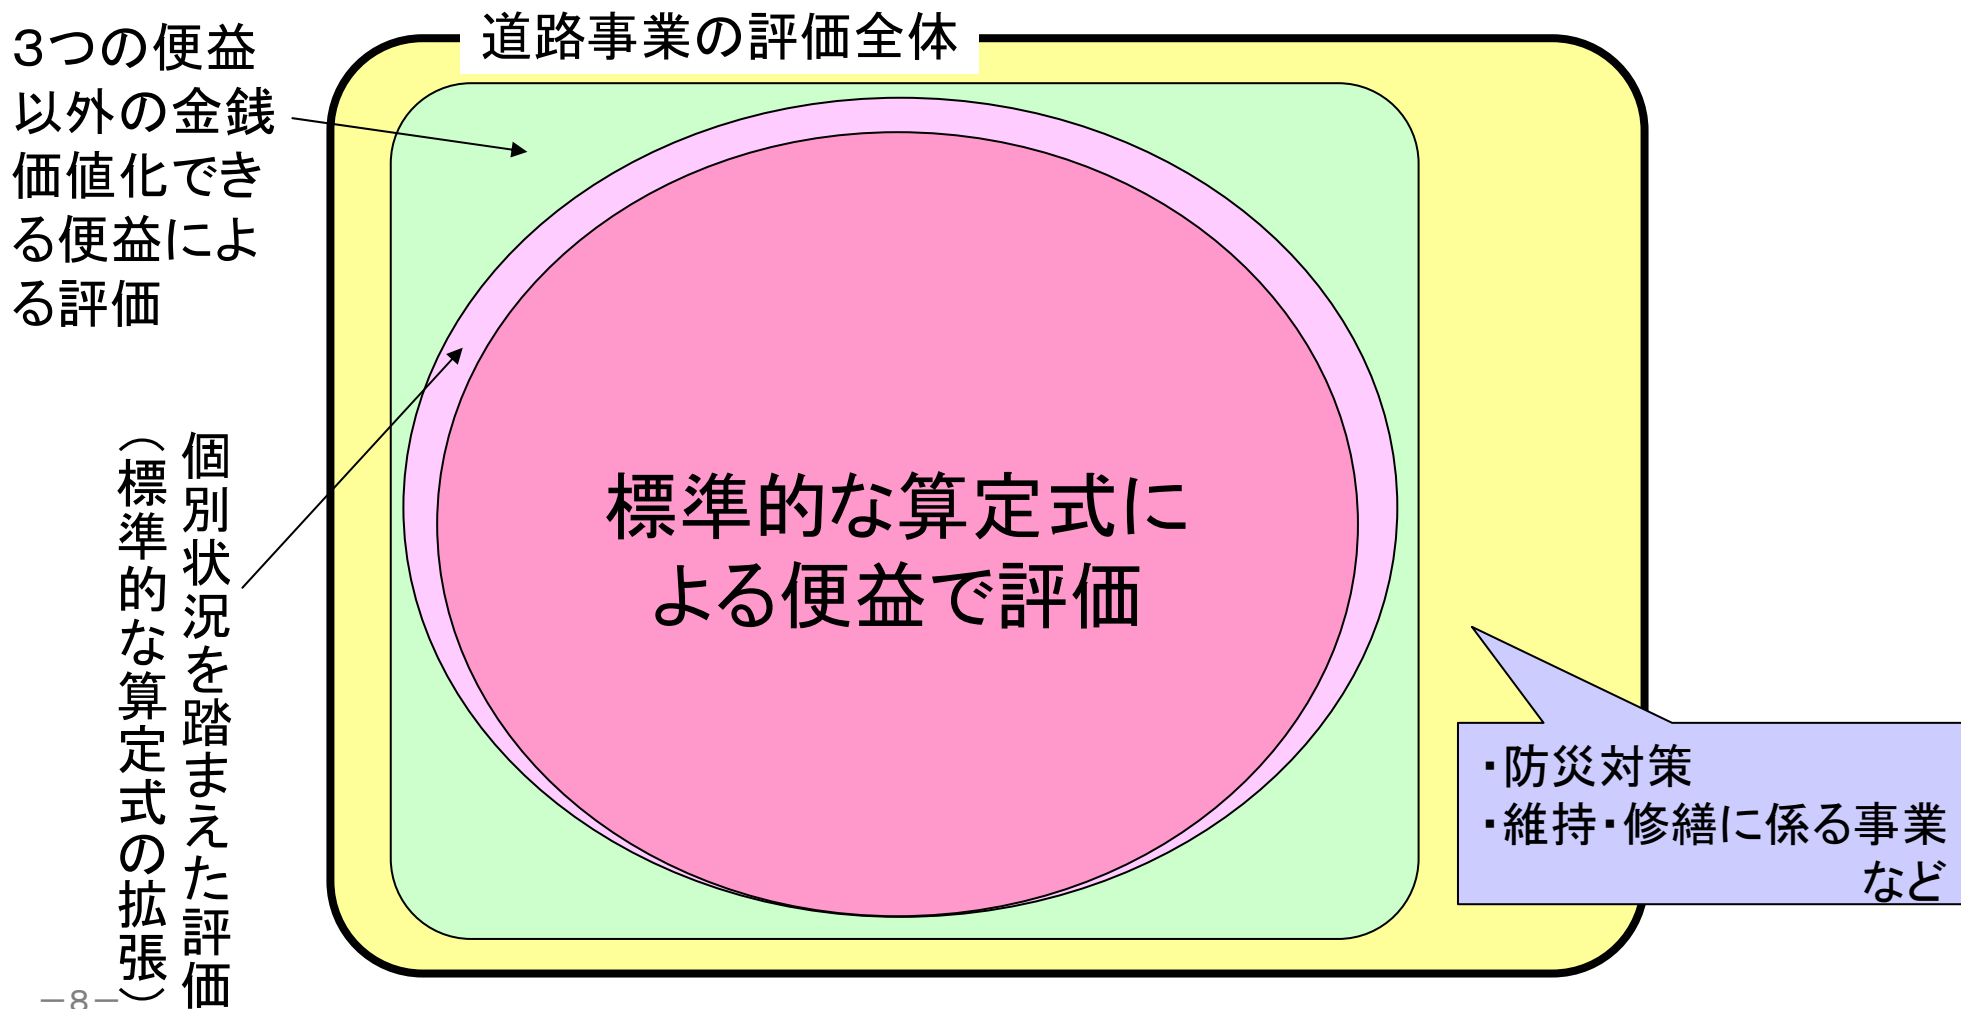 道路事業の評価全体
３つの便益
以外の金銭
価値化でき
る便益によ
る評価
個別状況を踏まえた評価
（標準的な算定式の拡張）
標準的な算定式に
よる便益で評価
・防災対策
・維持・修繕に係る事業
など
－8－